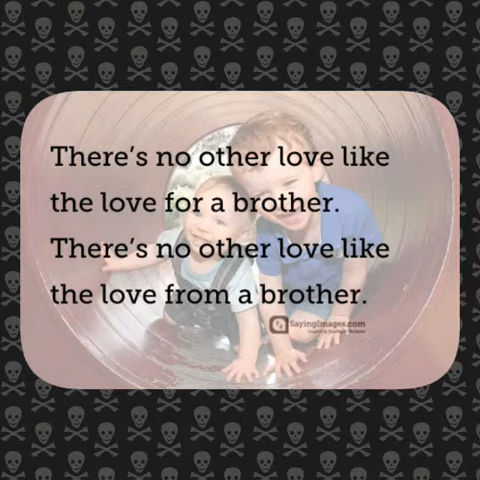 There’s no other love like
the love for a brother.
There’s no other love like
the love from a brother.
SayingImages.com